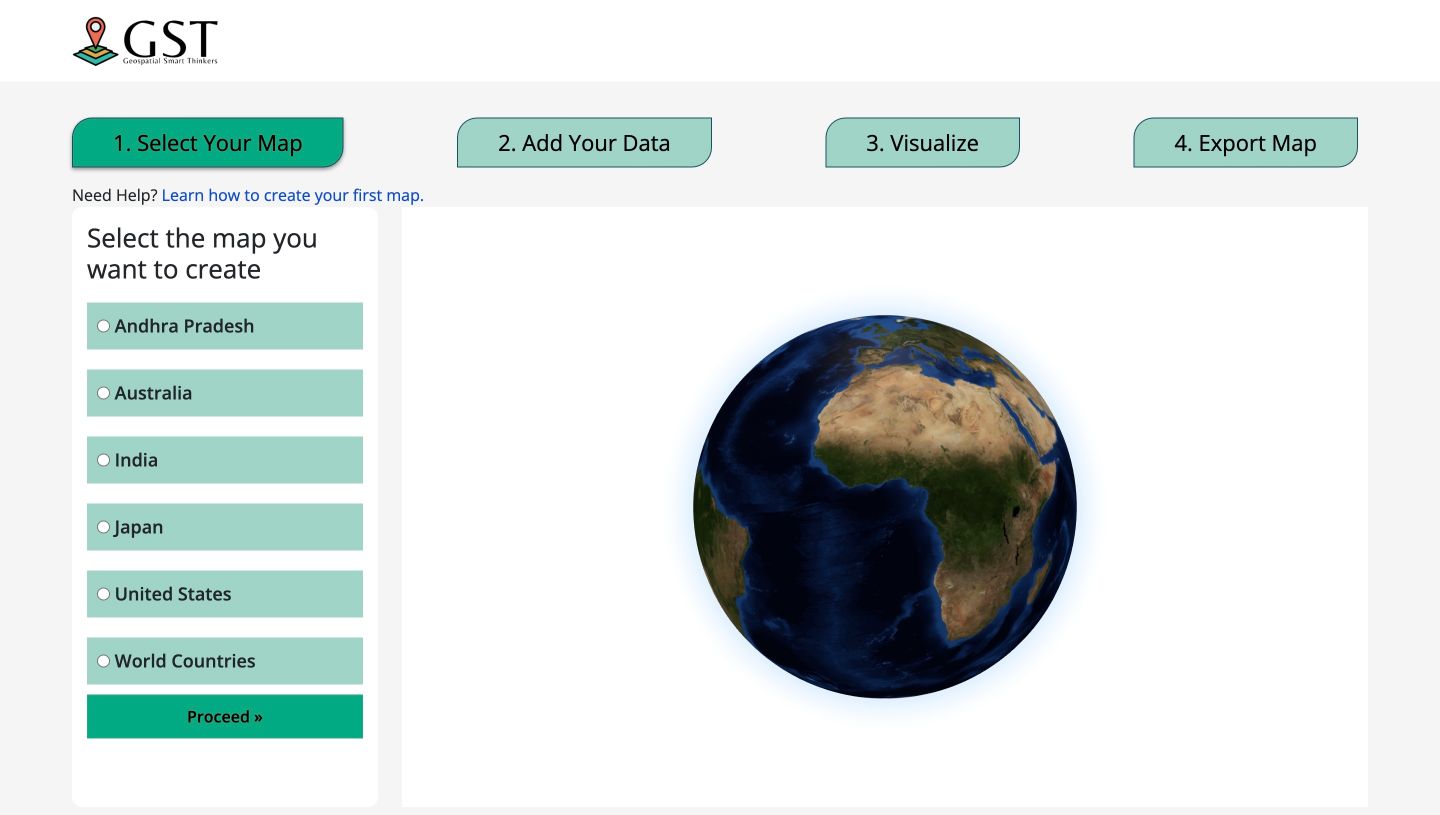 GST
Geospatial Smart Thinkers
1. Select Your Map
2. Add Your Data
3. Visualize
4. Export Map
Need Help? Learn how to create your first map.
Select the map you
want to create
Andhra Pradesh
Australia
India
Japan
United States
World Countries
Proceed »